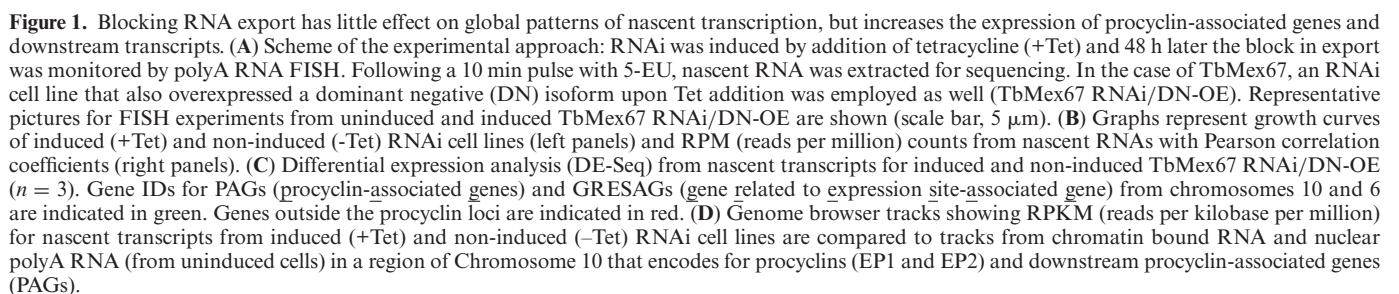 Figure 1. Blocking RNA export has little effect on global patterns of nascent transcription, but increases the expression of procyclin-associated genes and
downstream transcripts. (A) Scheme of the experimental approach: RNAi was induced by addition of tetracycline (+Tet) and 48 h later the block in export
was monitored by polyA RNA FISH. Following a 10 min pulse with 5-EU, nascent RNA was extracted for sequencing. In the case of TbMex67, an RNAi
cell line that also overexpressed a dominant negative (DN) isoform upon Tet addition was employed as well (TbMex67 RNAi/DN-OE). Representative
pictures for FISH experiments from uninduced and induced TbMex67 RNAi/DN-OE are shown (scale bar, 5 μm). (B) Graphs represent growth curves
of induced (+Tet) and non-induced (-Tet) RNAi cell lines (left panels) and RPM (reads per million) counts from nascent RNAs with Pearson correlation
coefficients (right panels). (C) Differential expression analysis (DE-Seq) from nascent transcripts for induced and non-induced TbMex67 RNAi/DN-OE
(n = 3). Gene IDs for PAGs (procyclin-associated genes) and GRESAGs (gene related to expression site-associated gene) from chromosomes 10 and 6
are indicated in green. Genes outside the procyclin loci are indicated in red. (D) Genome browser tracks showing RPKM (reads per kilobase per million)
for nascent transcripts from induced (+Tet) and non-induced (–Tet) RNAi cell lines are compared to tracks from chromatin bound RNA and nuclear
polyA RNA (from uninduced cells) in a region of Chromosome 10 that encodes for procyclins (EP1 and EP2) and downstream procyclin-associated genes
(PAGs).